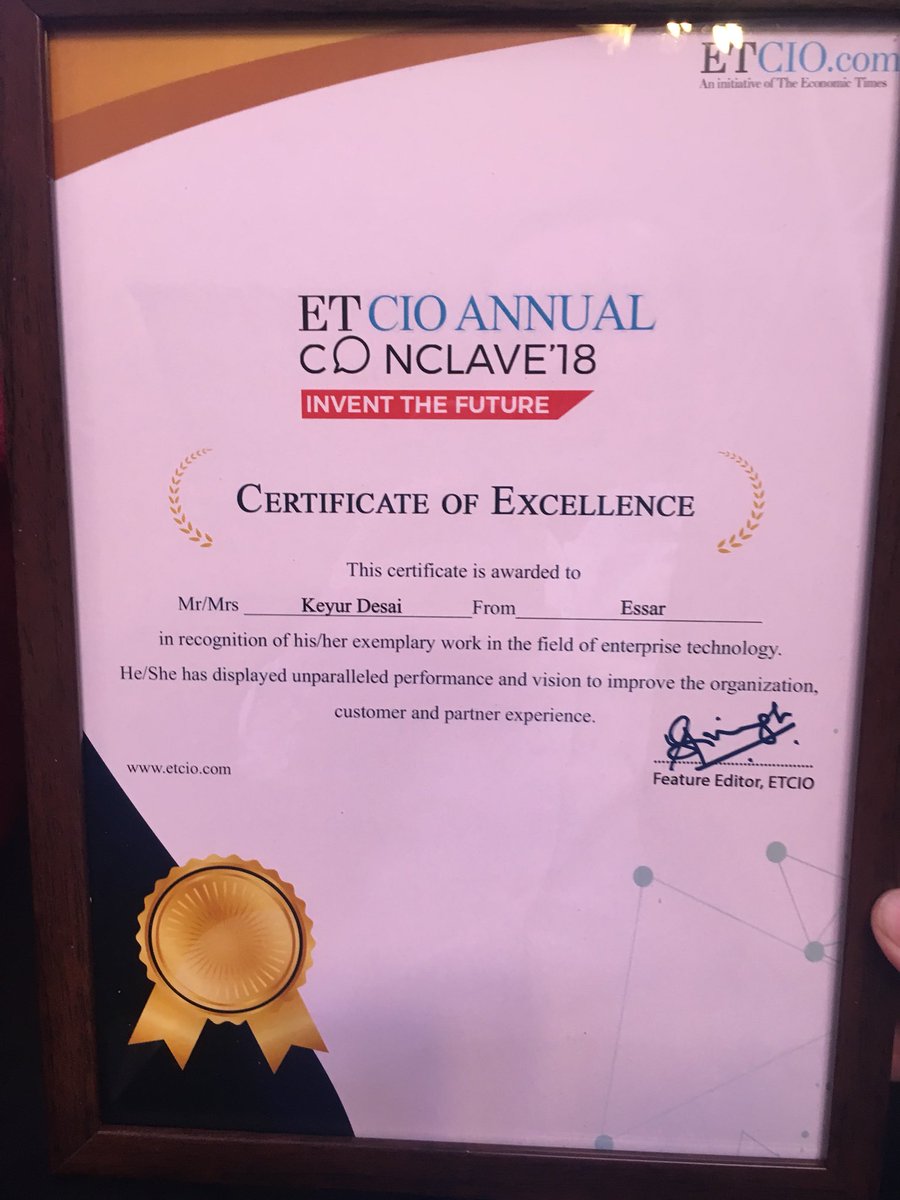 ETCIO.com
An initiative of The Economic Times
ET CIO ANNUAL
CONCLAVE'18
INVENT THE FUTURE
CERTIFICATE OF EXCELLENCE
This certificate is awarded to
Mr/Mrs Keyur Desai From Essar
in recognition of his/her exemplary work in the field of enterprise technology.
He/She has displayed unparalleled performance and vision to improve the organization,
customer and partner experience.
www.etcio.com
Feature Editor, ETCIO